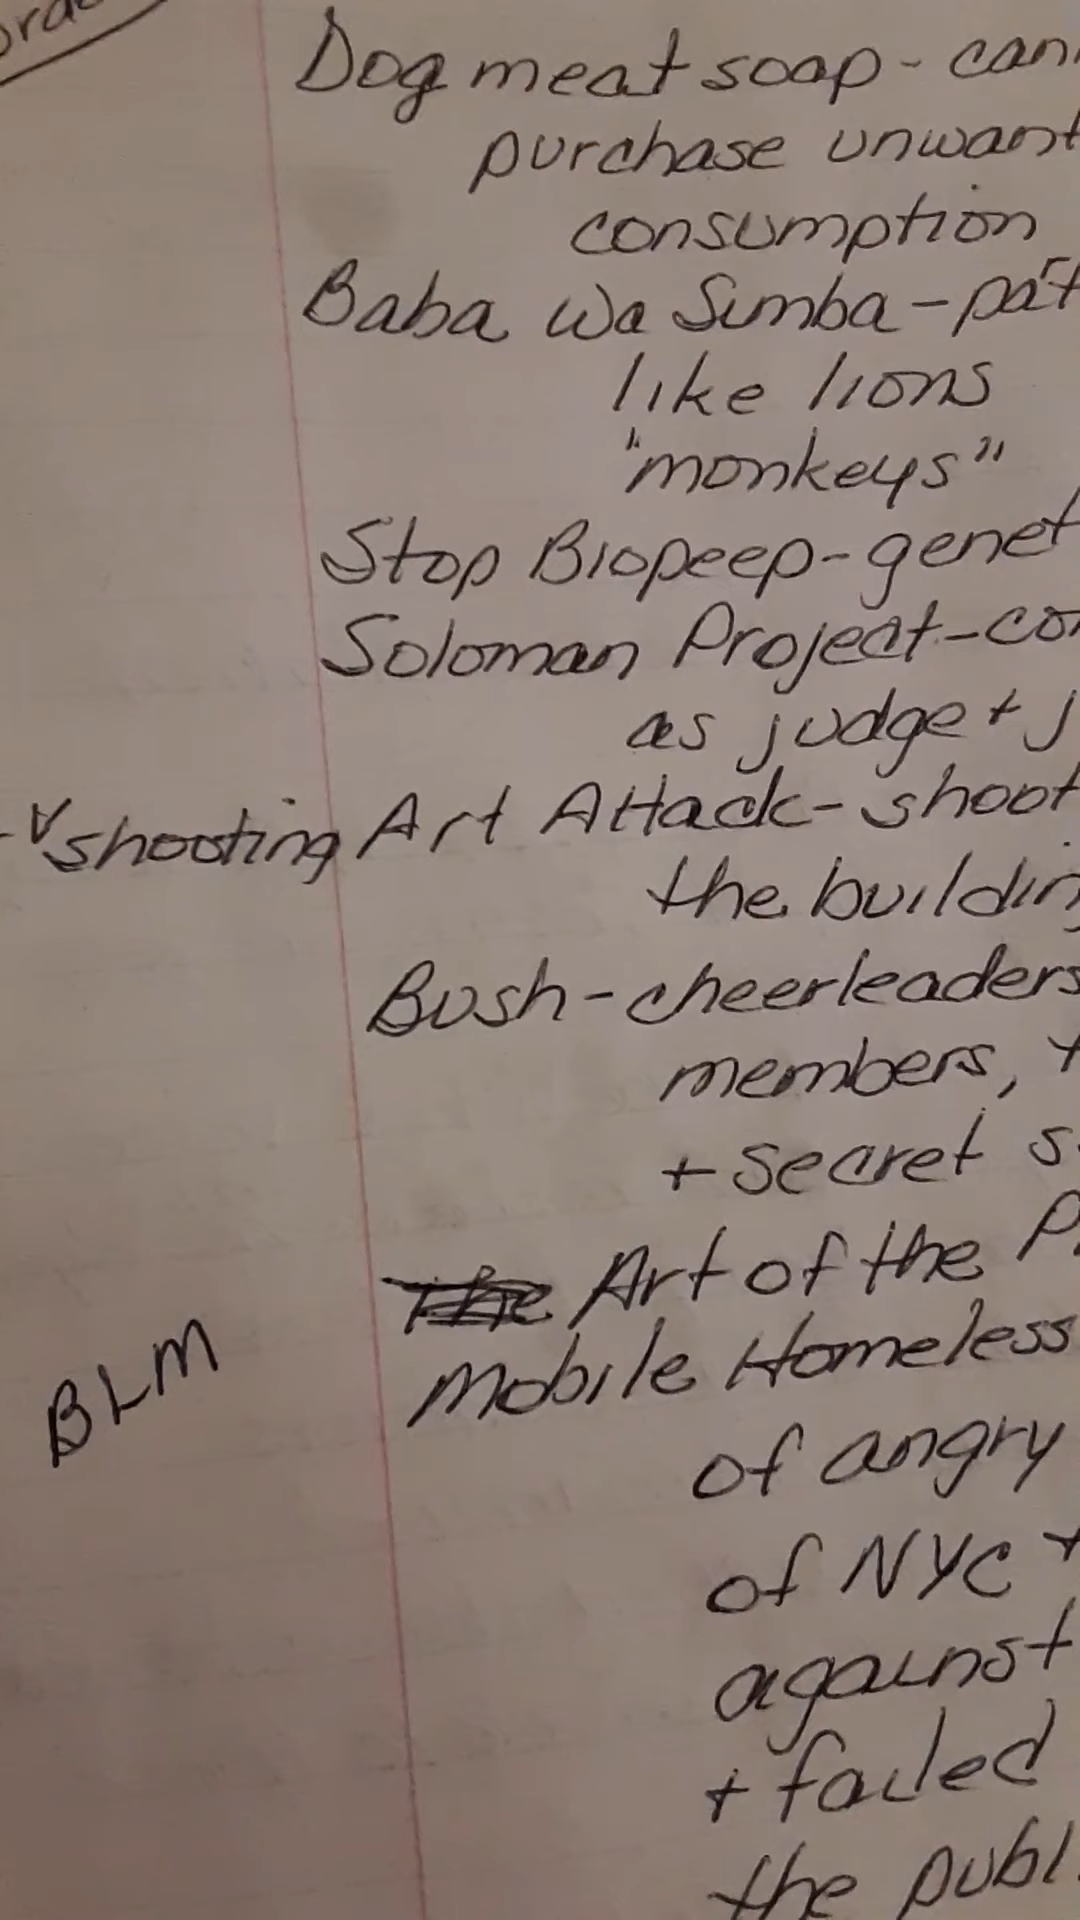 Dog meat soap - can
purchase unwant
consumption
Baba Wa Simba - pat
like lions
"monkeys"
Stop Biopeep - genet
Soloman Project - co
as judge + j
shooting Art Attack - shoot
the buildin
Bush - cheerleaders
members, +
+ secret s
Art of the P
Mobile Homeless
BLM
of angry
of NYC +
against
+ failed
the publ